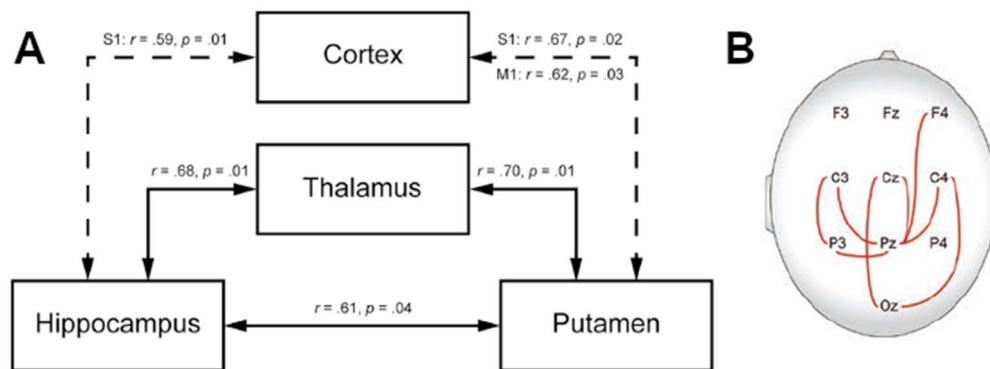 A
S1: r = .59, p = .01
Cortex
S1: r = .67, p = .02
M1: r = .62, p = .03
r = .68, p = .01
Thalamus
r = .70, p = .01
Hippocampus
r = .61, p = .04
Putamen
B
F3 Fz F4
C3 Cz C4
P3 Pz P4
Oz